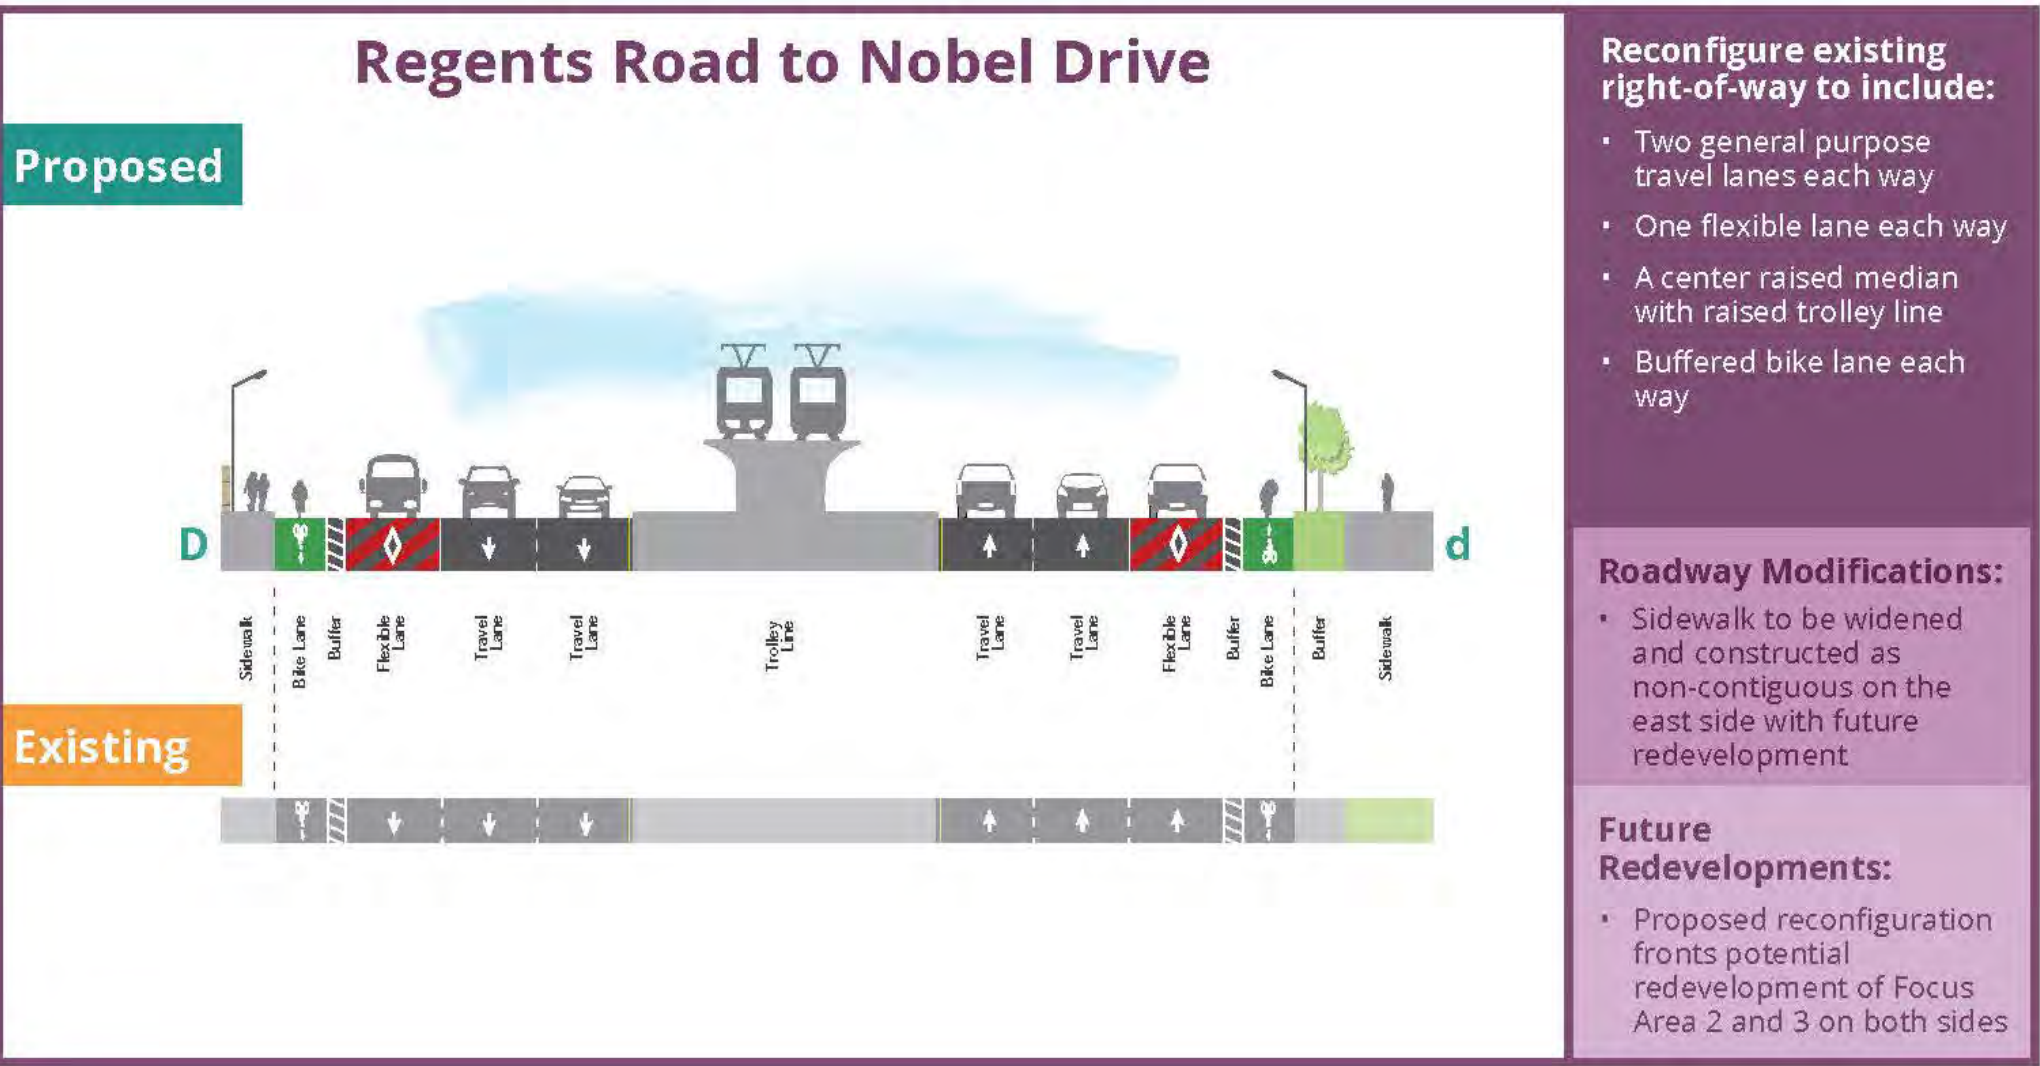 Regents Road to Nobel Drive
Proposed
D
d
Sidewalk
Bike Lane
Buffer
Flexible
Lane
Travel
Lane
Travel
Lane
Trolley
Line
Travel
Lane
Travel
Lane
Flexible
Lane
Buffer
Bike Lane
Buffer
Sidewalk
Existing
Reconfigure existing
right-of-way to include:
▪ Two general purpose
travel lanes each way
▪ One flexible lane each way
▪ A center raised median
with raised trolley line
▪ Buffered bike lane each
way
Roadway Modifications:
▪ Sidewalk to be widened
and constructed as
non-contiguous on the
east side with future
redevelopment
Future
Redevelopments:
▪ Proposed reconfiguration
fronts potential
redevelopment of Focus
Area 2 and 3 on both sides